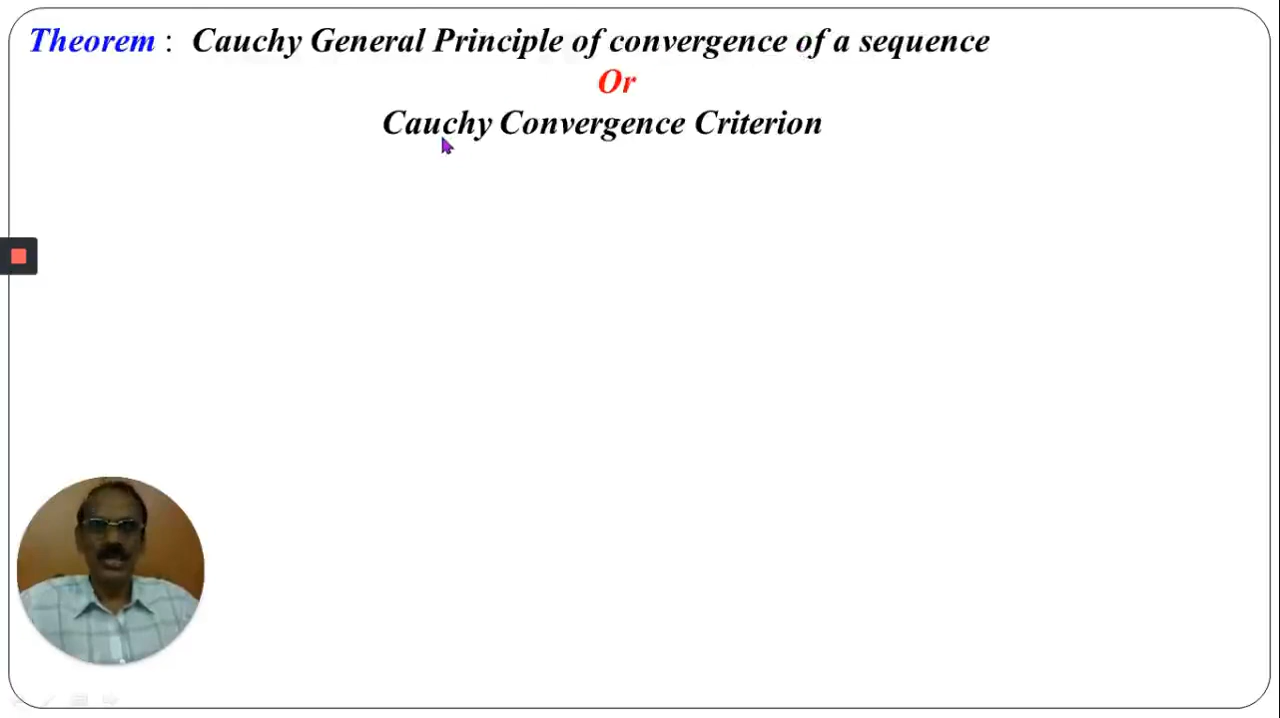 Theorem : Cauchy General Principle of convergence of a sequence
Or
Cauchy Convergence Criterion